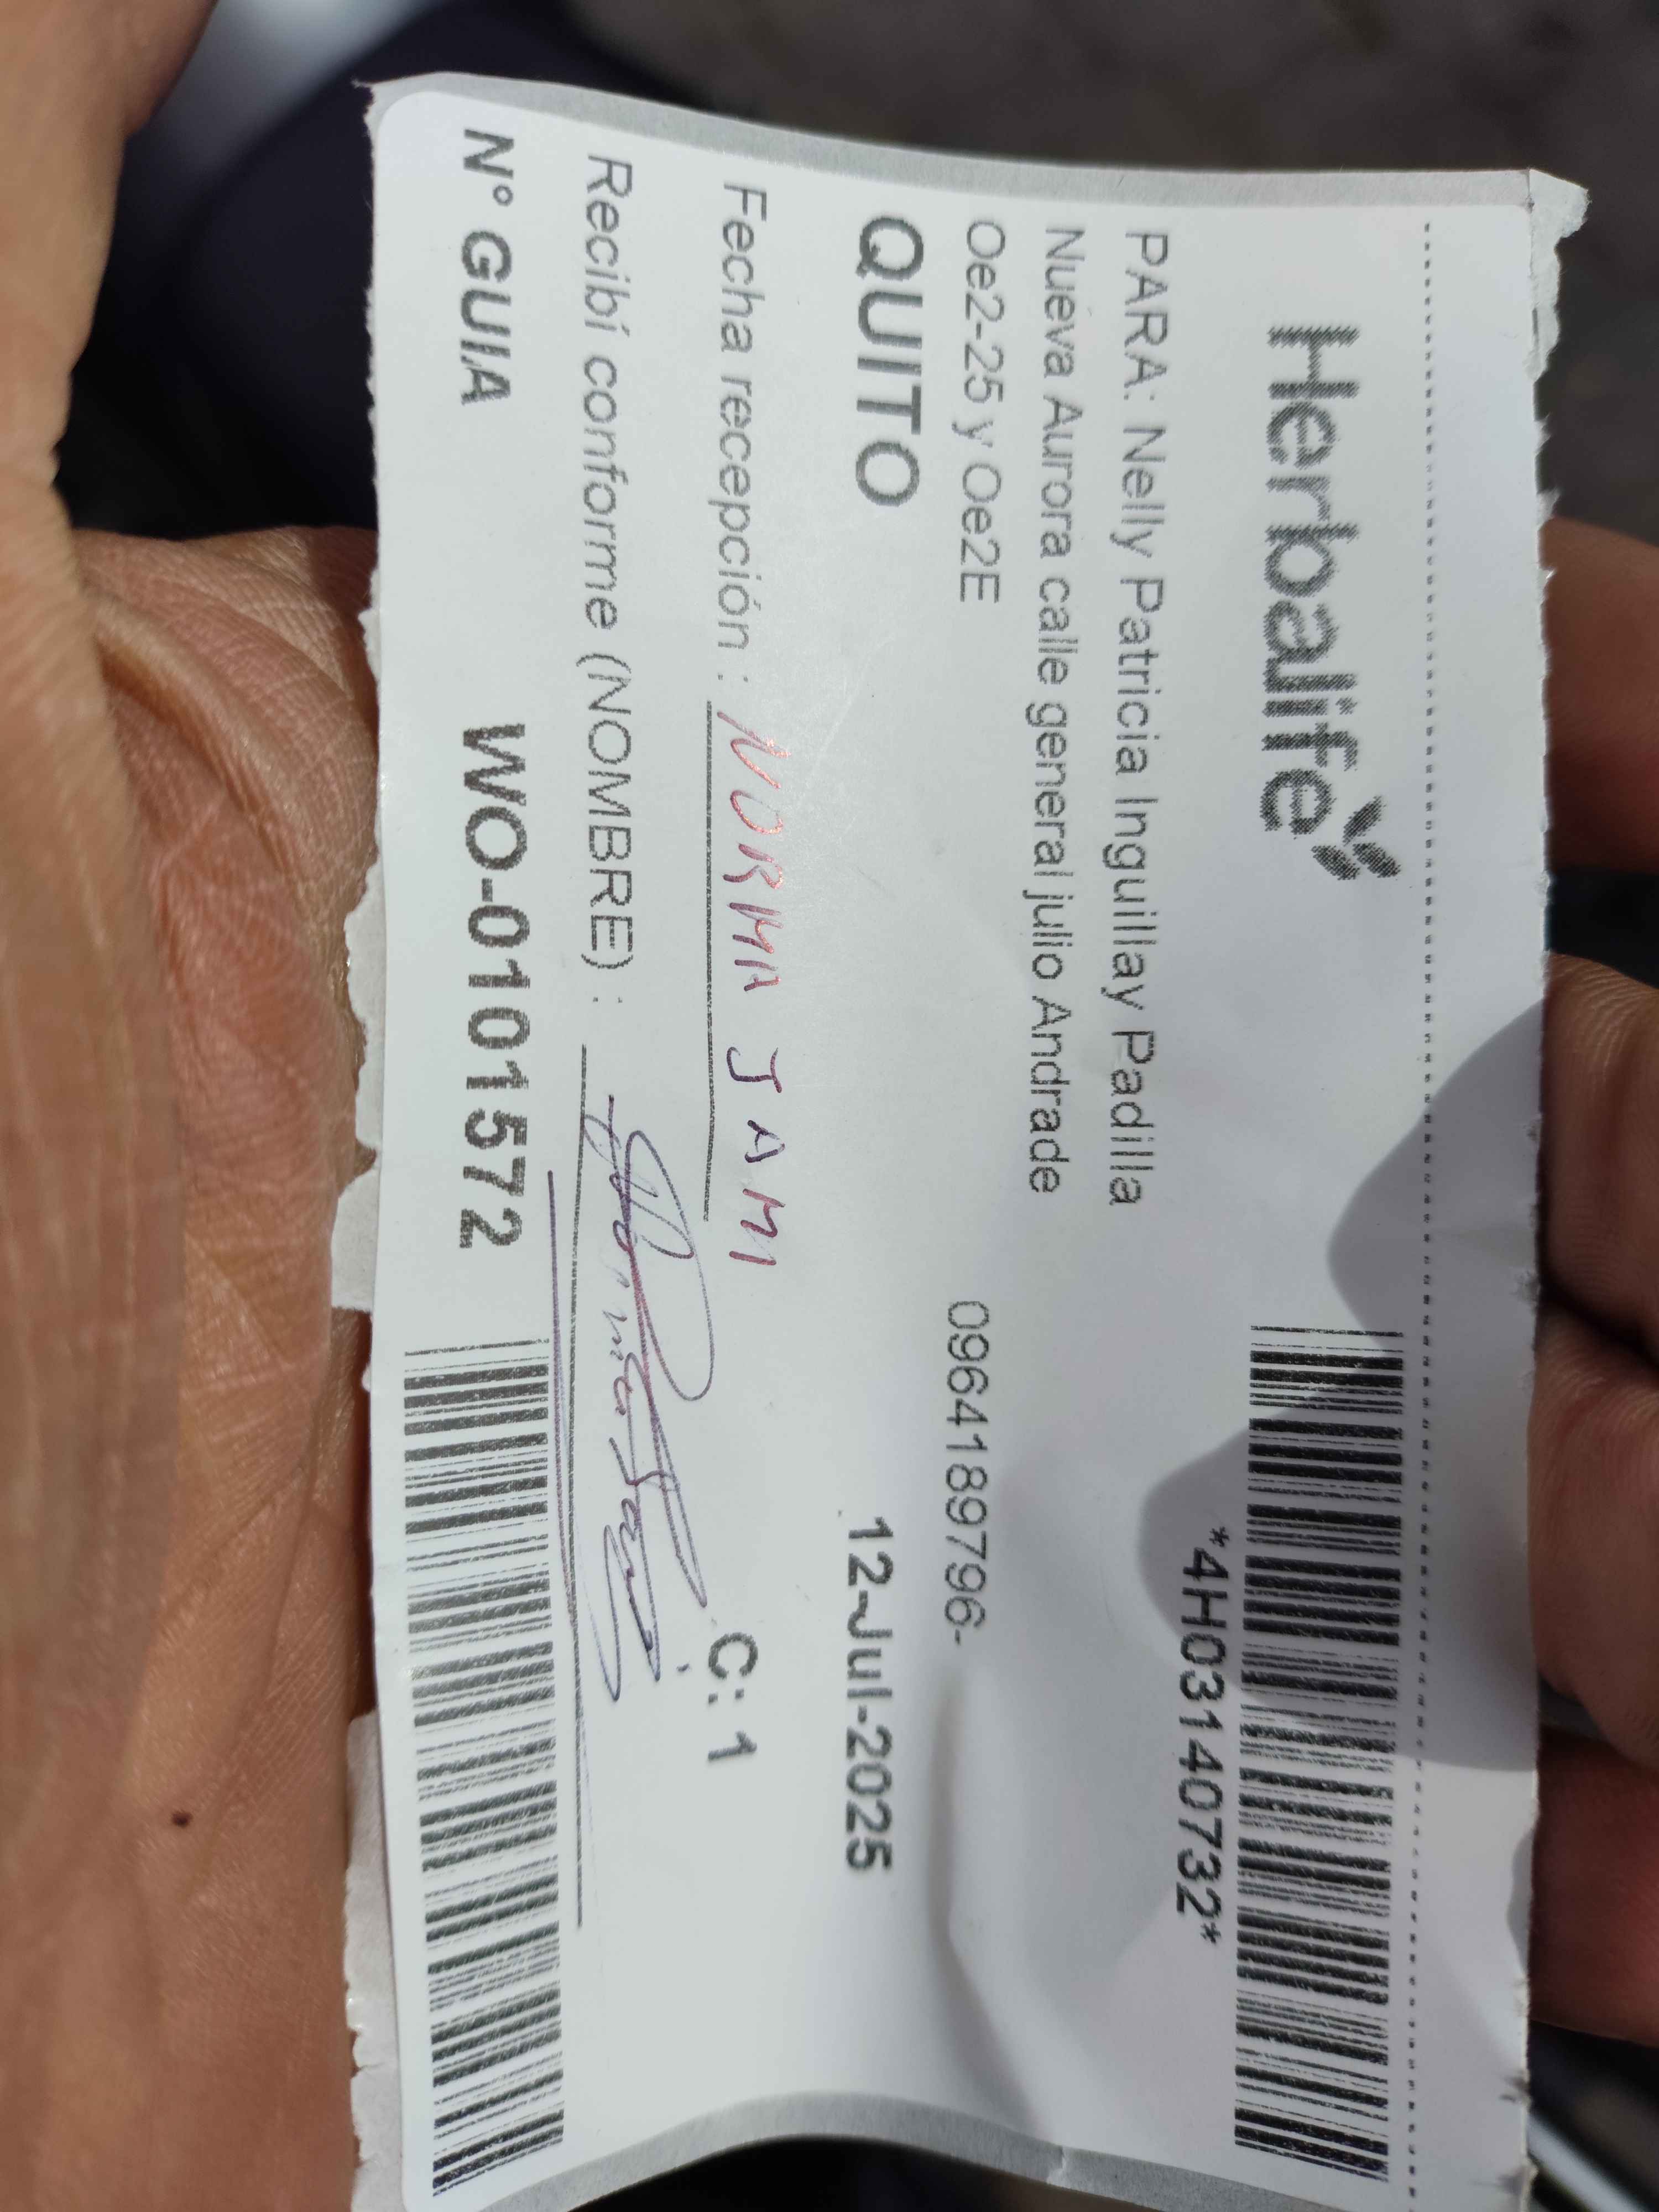 Herbalife
*4H03140732*
PARA: Nelly Patricia Inguillay Padilla
Nueva Aurora calle general julio Andrade
Oe2-25 y Oe2E 0964189796-
QUITO 12-Jul-2025
Fecha recepción : NORMA JAMI C: 1
Recibí conforme (NOMBRE) :
N° GUIA WO-0101572